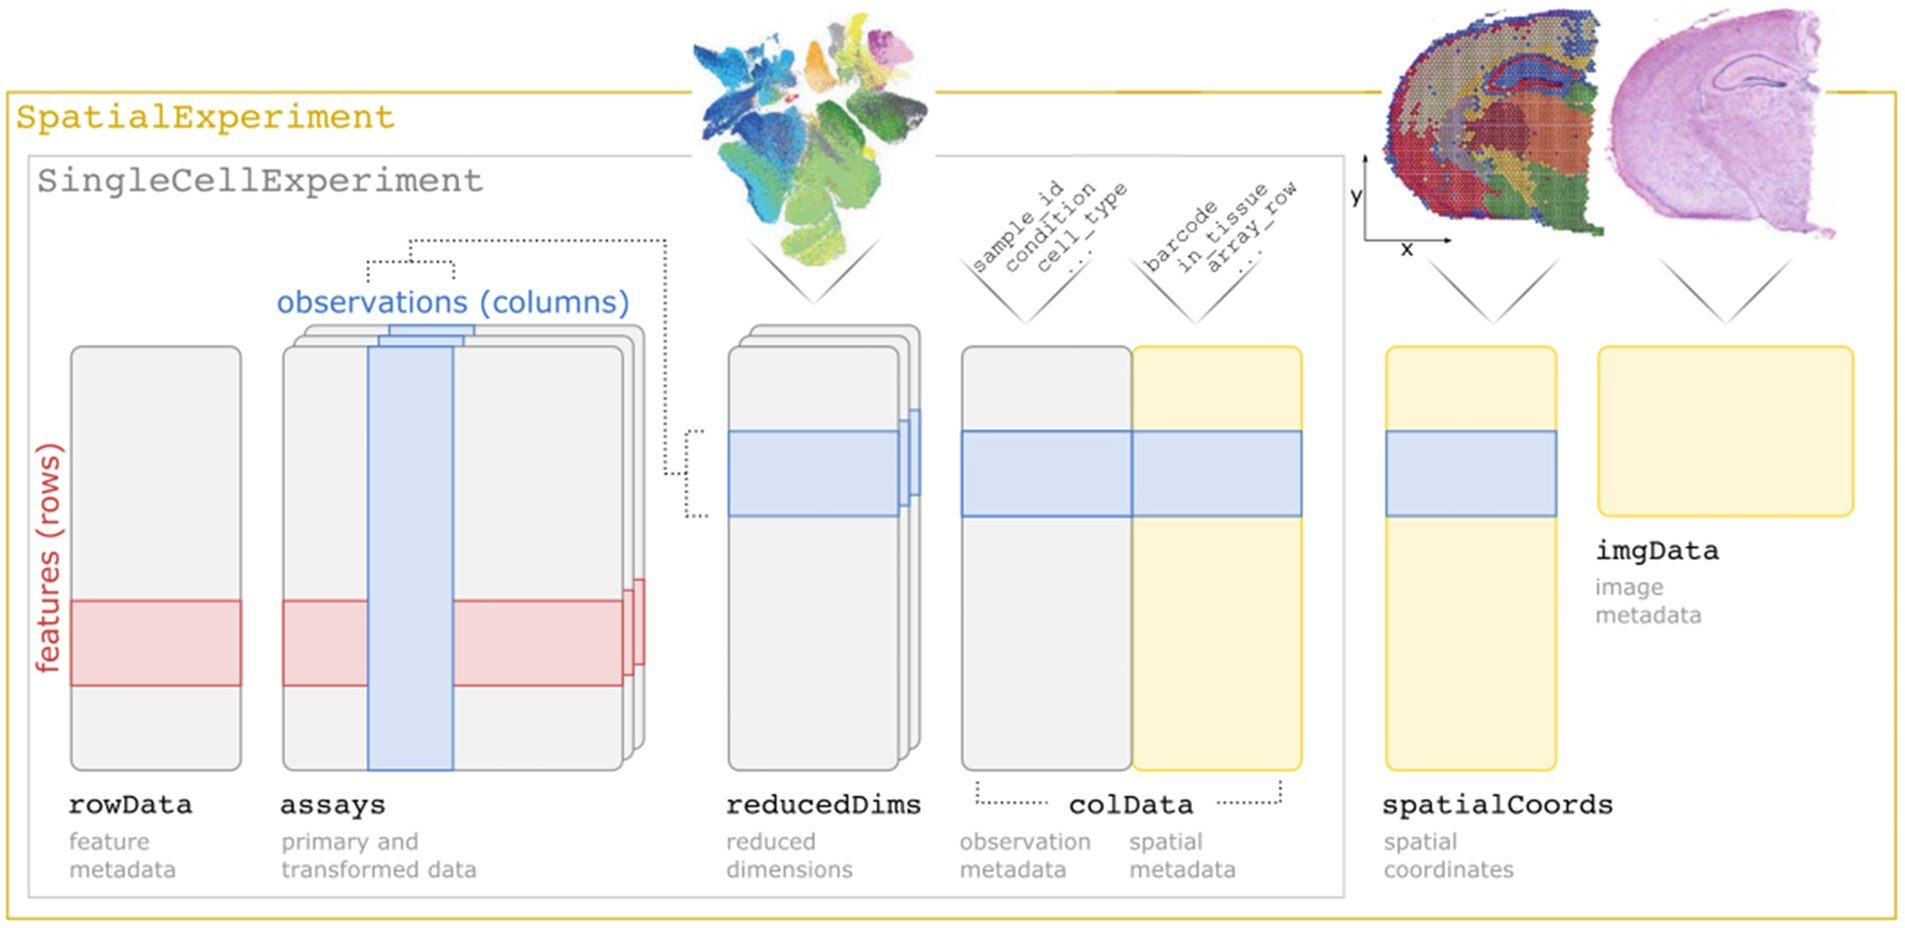 SpatialExperiment
SingleCellExperiment
sample_id
condition
cell_type
...
barcode
in_tissue
array_row
...
y
x
observations (columns)
features (rows)
rowData
feature
metadata
assays
primary and
transformed data
reducedDims
reduced
dimensions
colData
observation
metadata
spatial
metadata
spatialCoords
spatial
coordinates
imgData
image
metadata